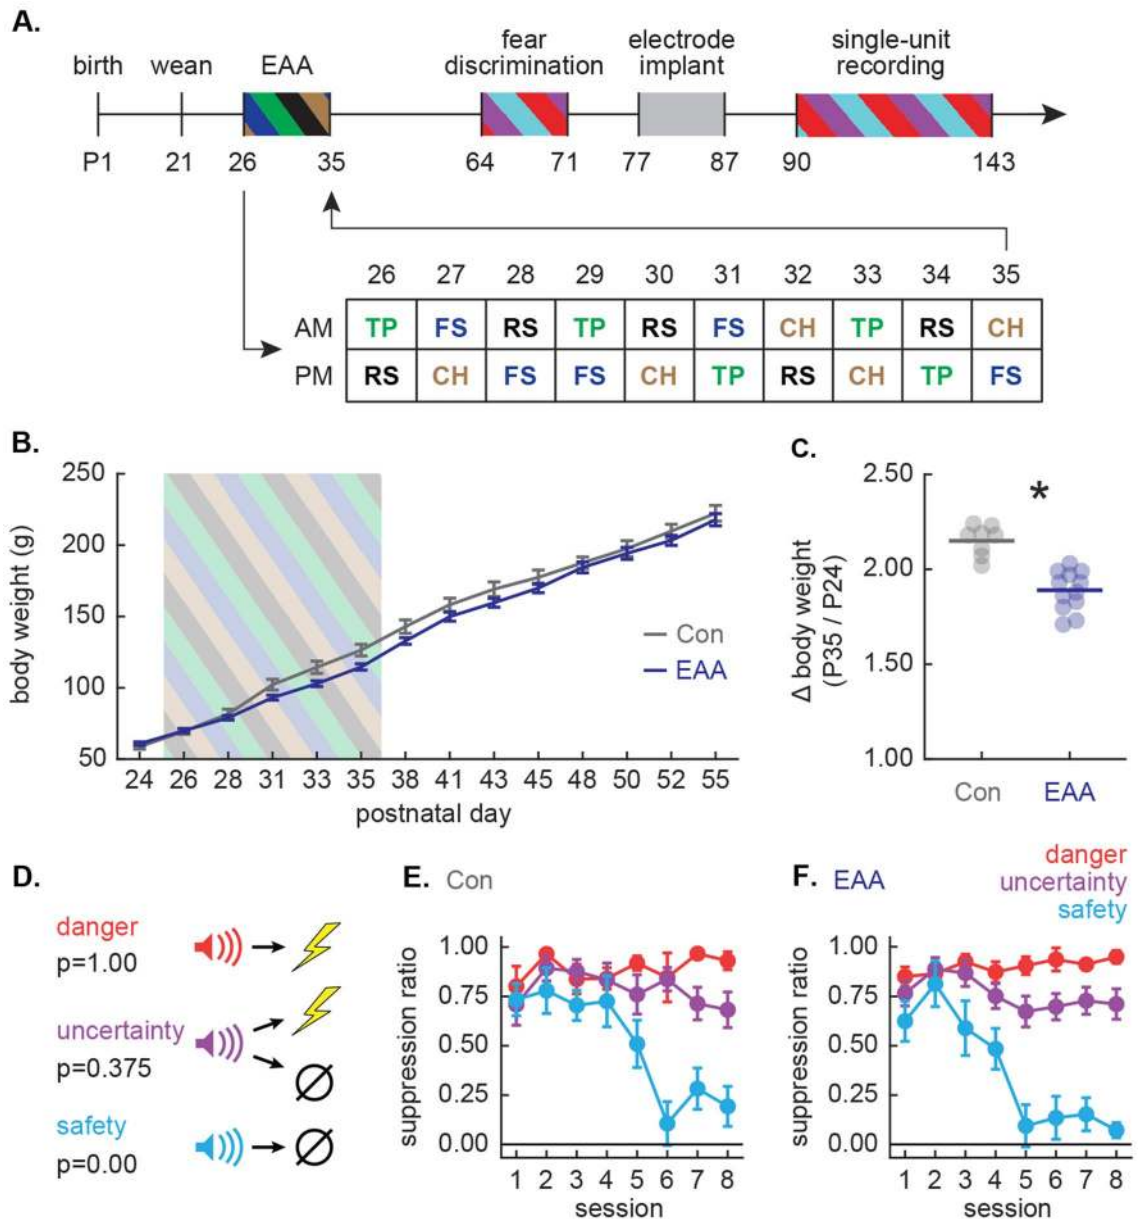 A.
birth wean EAA fear discrimination electrode implant single-unit recording
P1 21 26 35 64 71 77 87 90 143
26 27 28 29 30 31 32 33 34 35
AM TP FS RS TP RS FS CH TP RS CH
PM RS CH FS FS CH TP RS CH TP FS
B.
body weight (g)
250
200
150
100
50
Con
EAA
24 26 28 31 33 35 38 41 43 45 48 50 52 55
postnatal day
C.
Δ body weight
(P35 / P24)
2.50
*
2.00
1.50
1.00
Con EAA
D.
danger
p=1.00
uncertainty
p=0.375
safety
p=0.00
E. Con
suppression ratio
1.00
0.75
0.50
0.25
0.00
1 2 3 4 5 6 7 8
session
F. EAA
danger
uncertainty
safety
suppression ratio
1.00
0.75
0.50
0.25
0.00
1 2 3 4 5 6 7 8
session